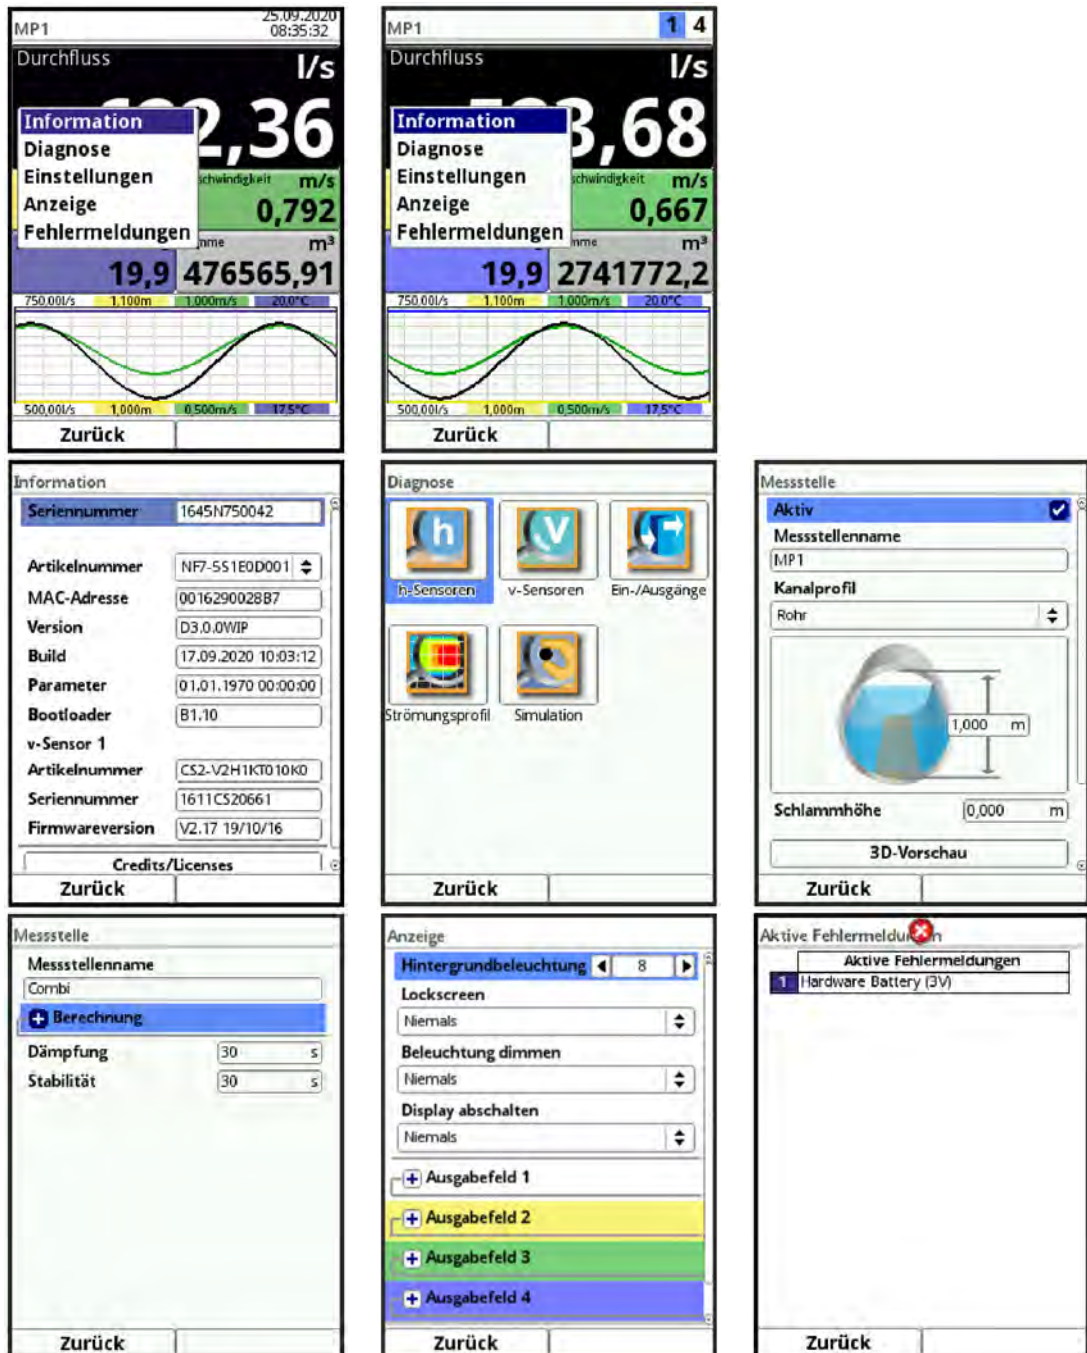 MP1
25.09.2020
08:35:32
Durchfluss
l/s
2,36
Information
Diagnose
Einstellungen
Anzeige
Fehlermeldungen
schwindigkeit m/s
0,792
mme m³
19,9 476565,91
750,00l/s 1,100m 1,000m/s 20,0°C
500,00l/s 1,000m 0,500m/s 17,5°C
Zurück
MP1
1 4
Durchfluss
l/s
3,68
Information
Diagnose
Einstellungen
Anzeige
Fehlermeldungen
schwindigkeit m/s
0,667
mme m³
19,9 2741772,2
750,00l/s 1,100m 1,000m/s 20,0°C
500,00l/s 1,000m 0,500m/s 17,5°C
Zurück
Information
Seriennummer 1645N750042
Artikelnummer NF7-5S1E0D001
MAC-Adresse 0016290028B7
Version D3.0.0WIP
Build 17.09.2020 10:03:12
Parameter 01.01.1970 00:00:00
Bootloader B1.10
v-Sensor 1
Artikelnummer CS2-V2H1KT010K0
Seriennummer 1611CS20661
Firmwareversion V2.17 19/10/16
Credits/Licenses
Zurück
Diagnose
h
V
h-Sensoren v-Sensoren Ein-/Ausgänge
Strömungsprofil Simulation
Zurück
Messstelle
Aktiv
Messstellenname
MP1
Kanalprofil
Rohr
1,000 m
Schlammhöhe 0,000 m
3D-Vorschau
Zurück
Messstelle
Messstellenname
Combi
Berechnung
Dämpfung 30 s
Stabilität 30 s
Zurück
Anzeige
Hintergrundbeleuchtung 8
Lockscreen
Niemals
Beleuchtung dimmen
Niemals
Display abschalten
Niemals
Ausgabefeld 1
Ausgabefeld 2
Ausgabefeld 3
Ausgabefeld 4
Zurück
Aktive Fehlermeldu n
Aktive Fehlermeldungen
1 Hardware Battery (3V)
Zurück